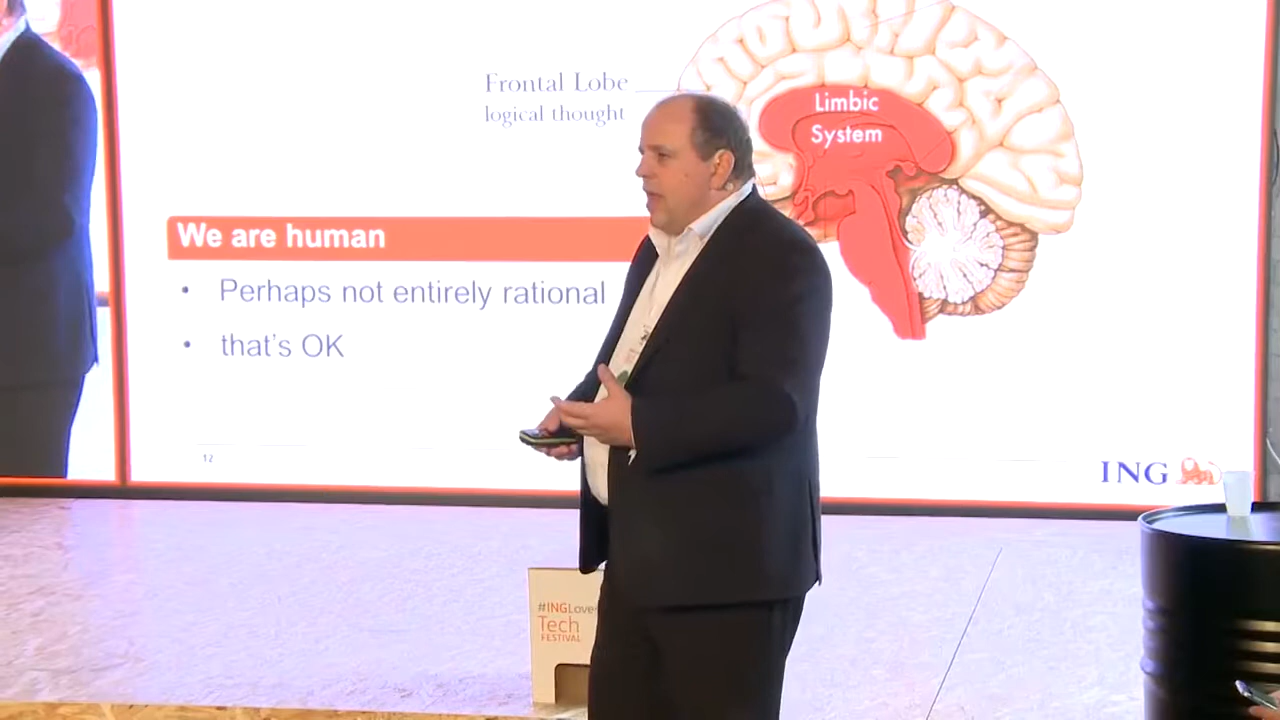 Frontal Lobe
logical thought
Limbic
System
We are human
• Perhaps not entirely rational
• that's OK
12
ING
#INGLove
Tech
FESTIVAL